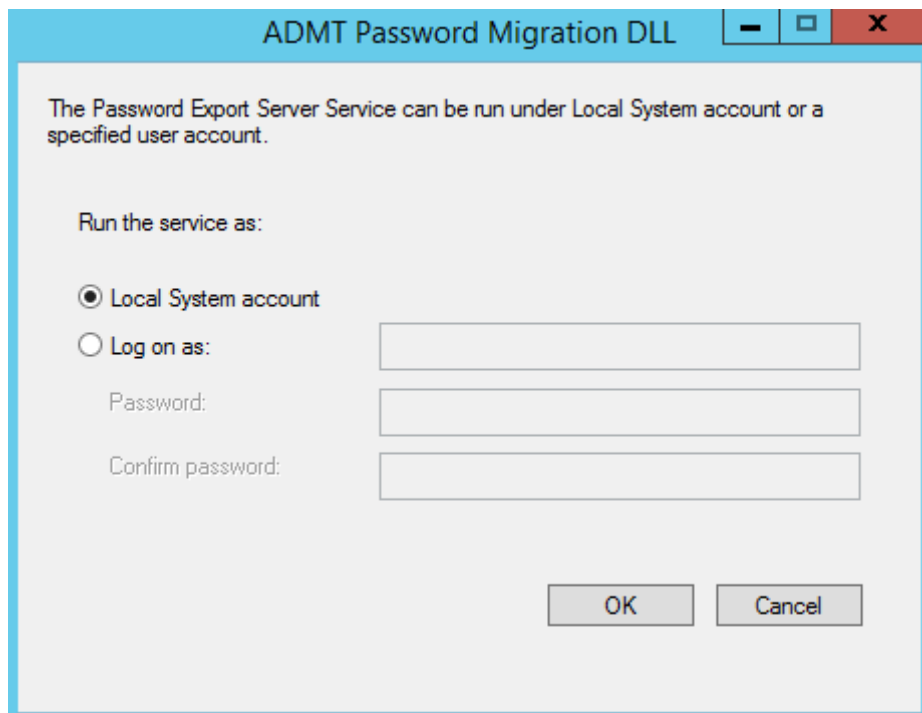 ADMT Password Migration DLL
The Password Export Server Service can be run under Local System account or a
specified user account.
Run the service as:
Local System account
Log on as:
Password:
Confirm password:
OK
Cancel